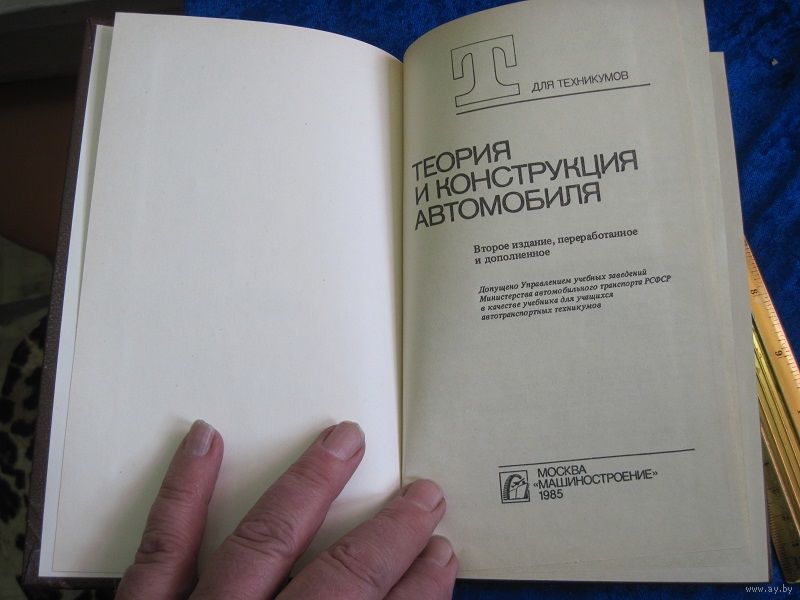 Т
ДЛЯ ТЕХНИКУМОВ
ТЕОРИЯ
И КОНСТРУКЦИЯ
АВТОМОБИЛЯ
Второе издание, переработанное
и дополненное
Допущено Управлением учебных заведений
Министерства автомобильного транспорта РСФСР
в качестве учебника для учащихся
автотранспортных техникумов
МОСКВА
«МАШИНОСТРОЕНИЕ»
1985
www.ay.by